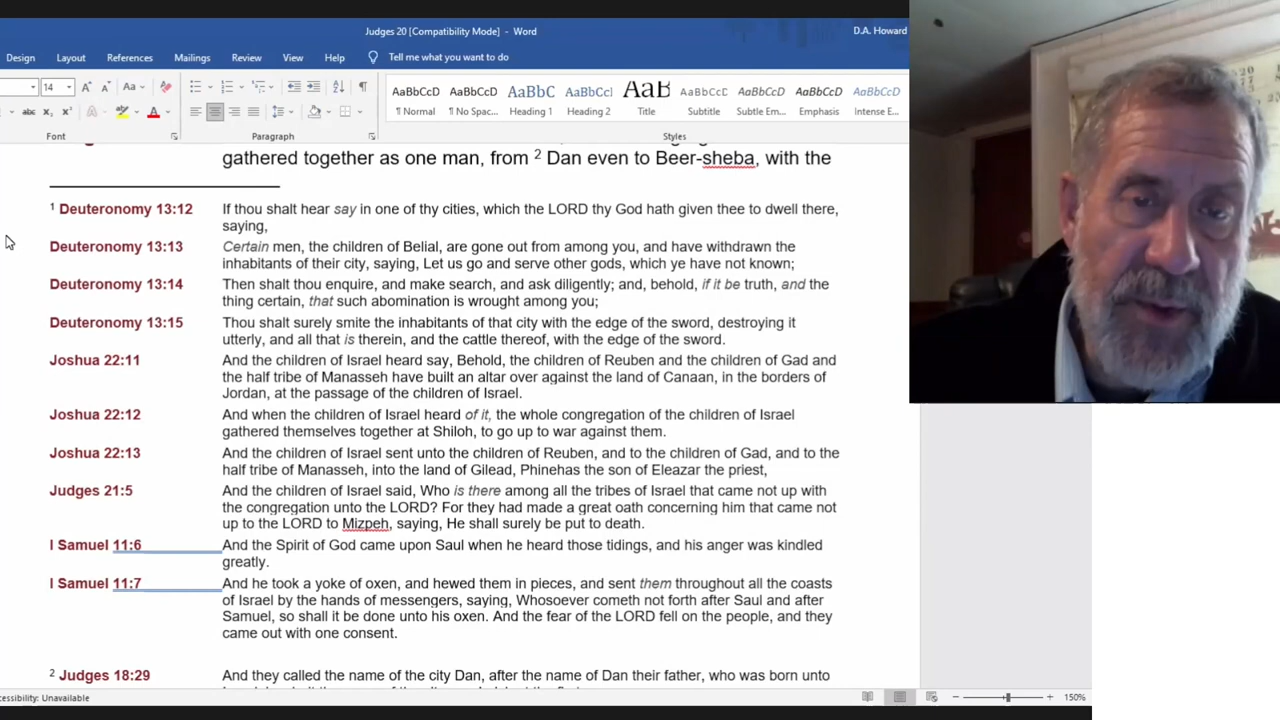 Judges 20 [Compatibility Mode] - Word
D.A. Howard
Design Layout References Mailings Review View Help Tell me what you want to do
14 Aa
AaBbCcD AaBbCcD AaBbC AaBbCcI AaB AaBbCcD AaBbCcD AaBbCcD AaBbCcD
abc x₂ x² A A
¶ Normal ¶ No Spac... Heading 1 Heading 2 Title Subtitle Subtle Em... Emphasis Intense E...
Font Paragraph Styles
gathered together as one man, from 2 Dan even to Beer-sheba, with the
1 Deuteronomy 13:12 If thou shalt hear say in one of thy cities, which the LORD thy God hath given thee to dwell there,
saying,
Deuteronomy 13:13 Certain men, the children of Belial, are gone out from among you, and have withdrawn the
inhabitants of their city, saying, Let us go and serve other gods, which ye have not known;
Deuteronomy 13:14 Then shalt thou enquire, and make search, and ask diligently; and, behold, if it be truth, and the
thing certain, that such abomination is wrought among you;
Deuteronomy 13:15 Thou shalt surely smite the inhabitants of that city with the edge of the sword, destroying it
utterly, and all that is therein, and the cattle thereof, with the edge of the sword.
Joshua 22:11 And the children of Israel heard say, Behold, the children of Reuben and the children of Gad and
the half tribe of Manasseh have built an altar over against the land of Canaan, in the borders of
Jordan, at the passage of the children of Israel.
Joshua 22:12 And when the children of Israel heard of it, the whole congregation of the children of Israel
gathered themselves together at Shiloh, to go up to war against them.
Joshua 22:13 And the children of Israel sent unto the children of Reuben, and to the children of Gad, and to the
half tribe of Manasseh, into the land of Gilead, Phinehas the son of Eleazar the priest,
Judges 21:5 And the children of Israel said, Who is there among all the tribes of Israel that came not up with
the congregation unto the LORD? For they had made a great oath concerning him that came not
up to the LORD to Mizpeh, saying, He shall surely be put to death.
I Samuel 11:6 And the Spirit of God came upon Saul when he heard those tidings, and his anger was kindled
greatly.
I Samuel 11:7 And he took a yoke of oxen, and hewed them in pieces, and sent them throughout all the coasts
of Israel by the hands of messengers, saying, Whosoever cometh not forth after Saul and after
Samuel, so shall it be done unto his oxen. And the fear of the LORD fell on the people, and they
came out with one consent.
2 Judges 18:29 And they called the name of the city Dan, after the name of Dan their father, who was born unto
cessibility: Unavailable
150%